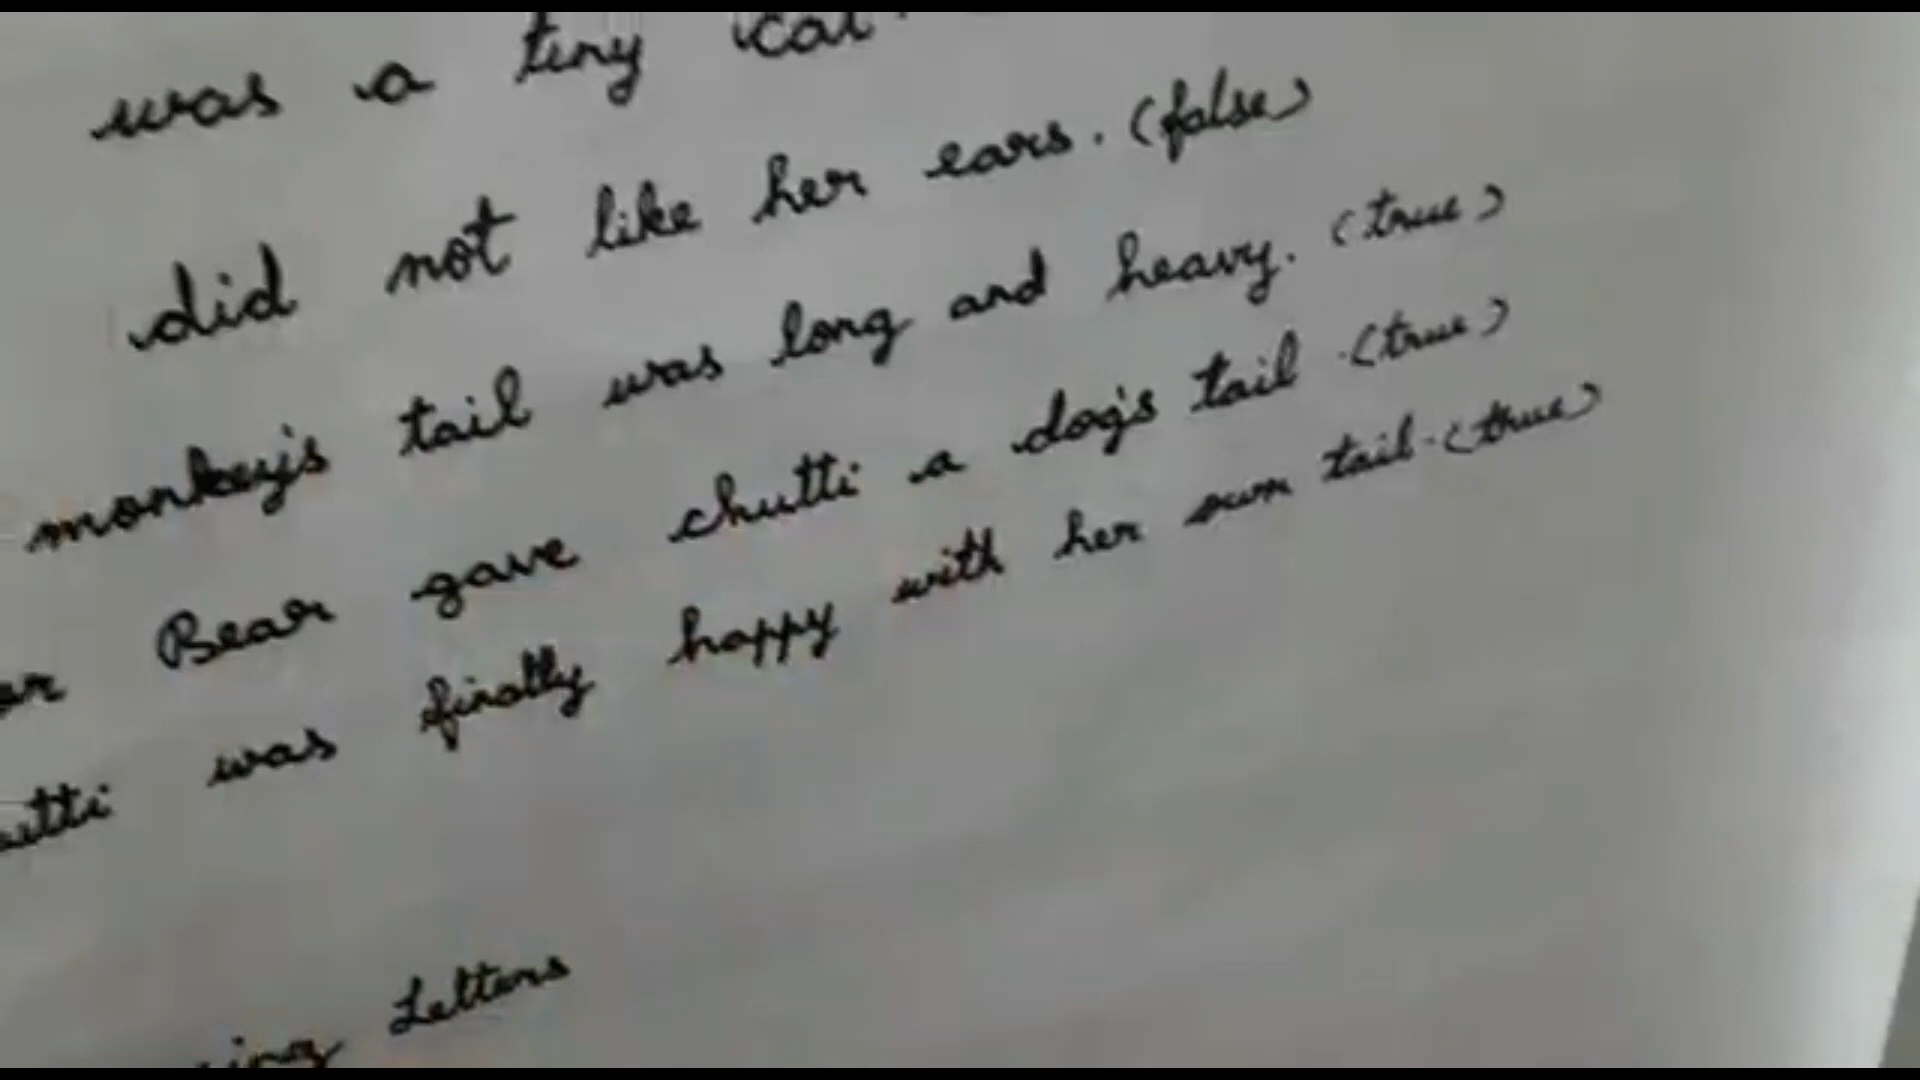 was a tiny cat.
did not like her ears. (false)
monkey's tail was long and heavy. (true)
Bear gave chutti a dog's tail. (true)
was finally happy with her own tail. (true)
Letters